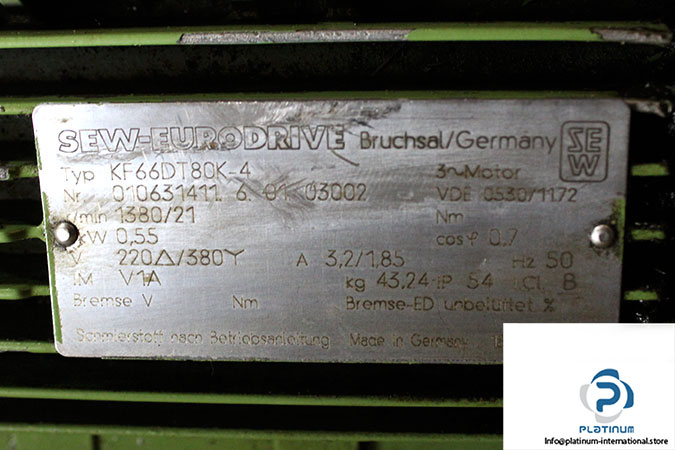 SEW-EURODRIVE Bruchsal/Germany SEW
Typ KF66DT80K-4 3~Motor
Nr. 010631411. 6. 01 03002 VDE 0530/11.72
/min 1380/21 Nm
kW 0,55 cos φ 0,7
V 220Δ/380Y A 3,2/1,85 Hz 50
IM V1A kg 43,24 IP 54 I.Cl. B
Bremse V Nm Bremse-ED unbelüftet %
Schmierstoff nach Betriebsanleitung Made in Germany
P
PLATINUM
Info@platinum-international.store